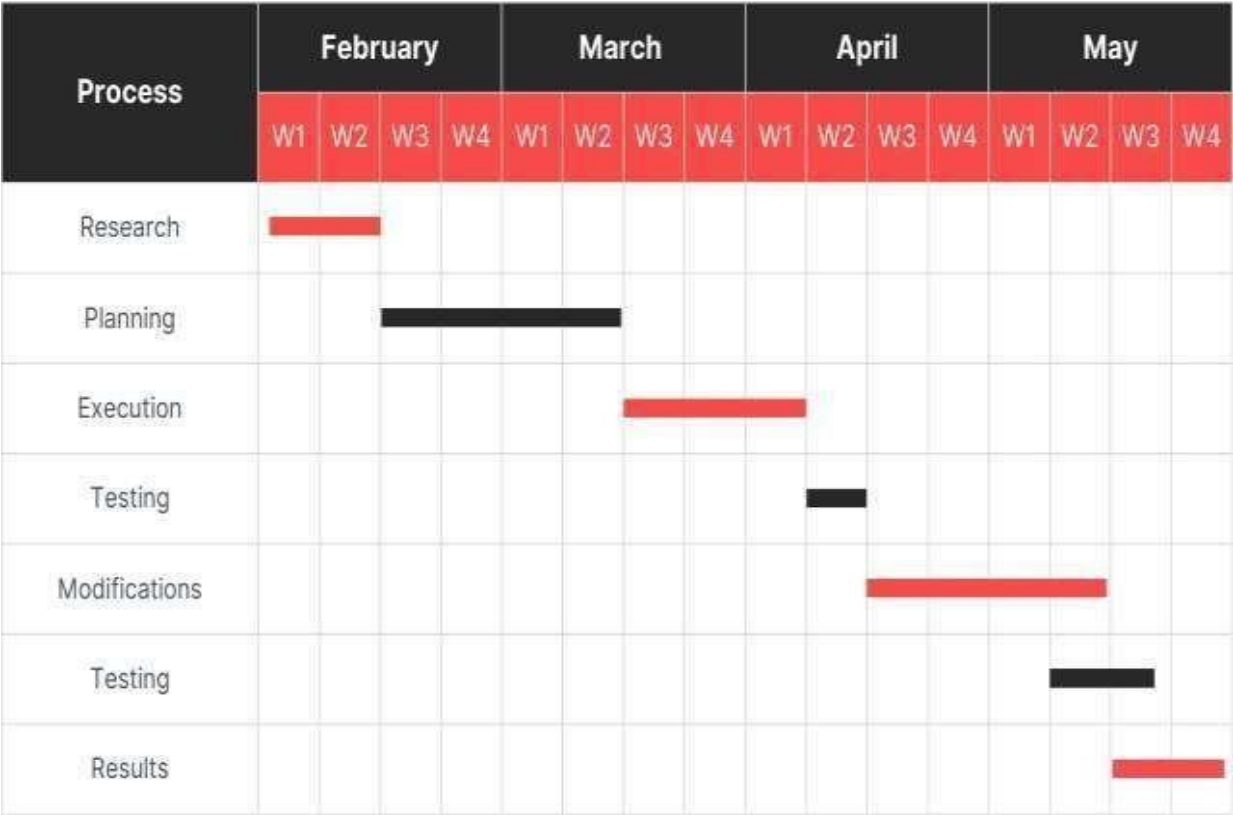 Process
February March April May
W1 W2 W3 W4 W1 W2 W3 W4 W1 W2 W3 W4 W1 W2 W3 W4
Research
Planning
Execution
Testing
Modifications
Testing
Results